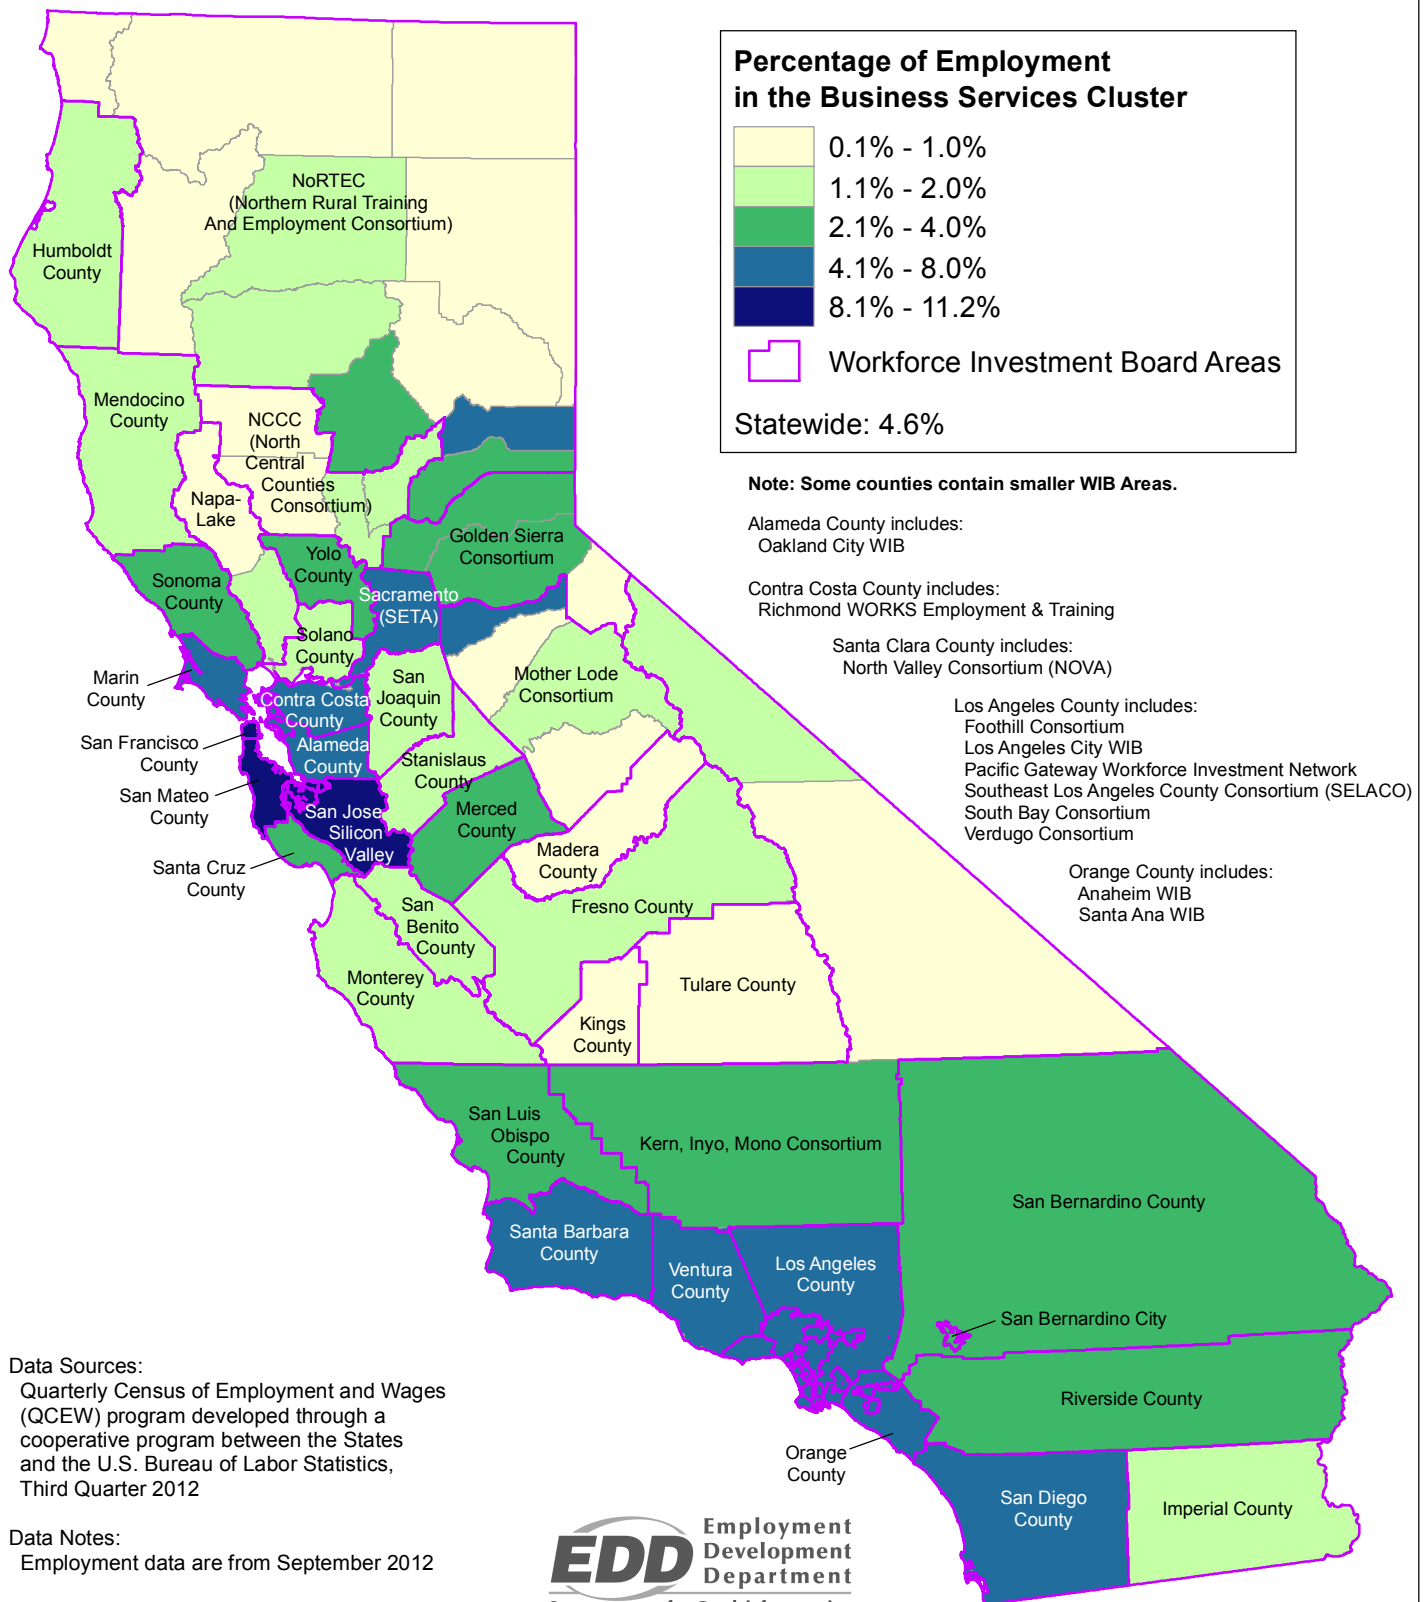 Percentage of Employment
in the Business Services Cluster
0.1% - 1.0%
1.1% - 2.0%
2.1% - 4.0%
4.1% - 8.0%
8.1% - 11.2%
Workforce Investment Board Areas
Statewide: 4.6%
Note: Some counties contain smaller WIB Areas.
Alameda County includes:
Oakland City WIB
Contra Costa County includes:
Richmond WORKS Employment & Training
Santa Clara County includes:
North Valley Consortium (NOVA)
Los Angeles County includes:
Foothill Consortium
Los Angeles City WIB
Pacific Gateway Workforce Investment Network
Southeast Los Angeles County Consortium (SELACO)
South Bay Consortium
Verdugo Consortium
Orange County includes:
Anaheim WIB
Santa Ana WIB
NoRTEC
(Northern Rural Training
And Employment Consortium)
Humboldt
County
Mendocino
County
NCCC
(North
Central
Counties
Consortium)
Napa-
Lake
Golden Sierra
Consortium
Yolo
County
Sonoma
County
Sacramento
(SETA)
Solano
County
Marin
County
Contra Costa
County
San
Joaquin
County
Mother Lode
Consortium
San Francisco
County
Alameda
County
Stanislaus
County
San Mateo
County
San Jose
Silicon
Valley
Merced
County
Madera
County
Santa Cruz
County
San
Benito
County
Fresno County
Monterey
County
Tulare County
Kings
County
San Luis
Obispo
County
Kern, Inyo, Mono Consortium
San Bernardino County
Santa Barbara
County
Ventura
County
Los Angeles
County
San Bernardino City
Riverside County
Orange
County
San Diego
County
Imperial County
Data Sources:
Quarterly Census of Employment and Wages
(QCEW) program developed through a
cooperative program between the States
and the U.S. Bureau of Labor Statistics,
Third Quarter 2012
Data Notes:
Employment data are from September 2012
EDD
Employment
Development
Department